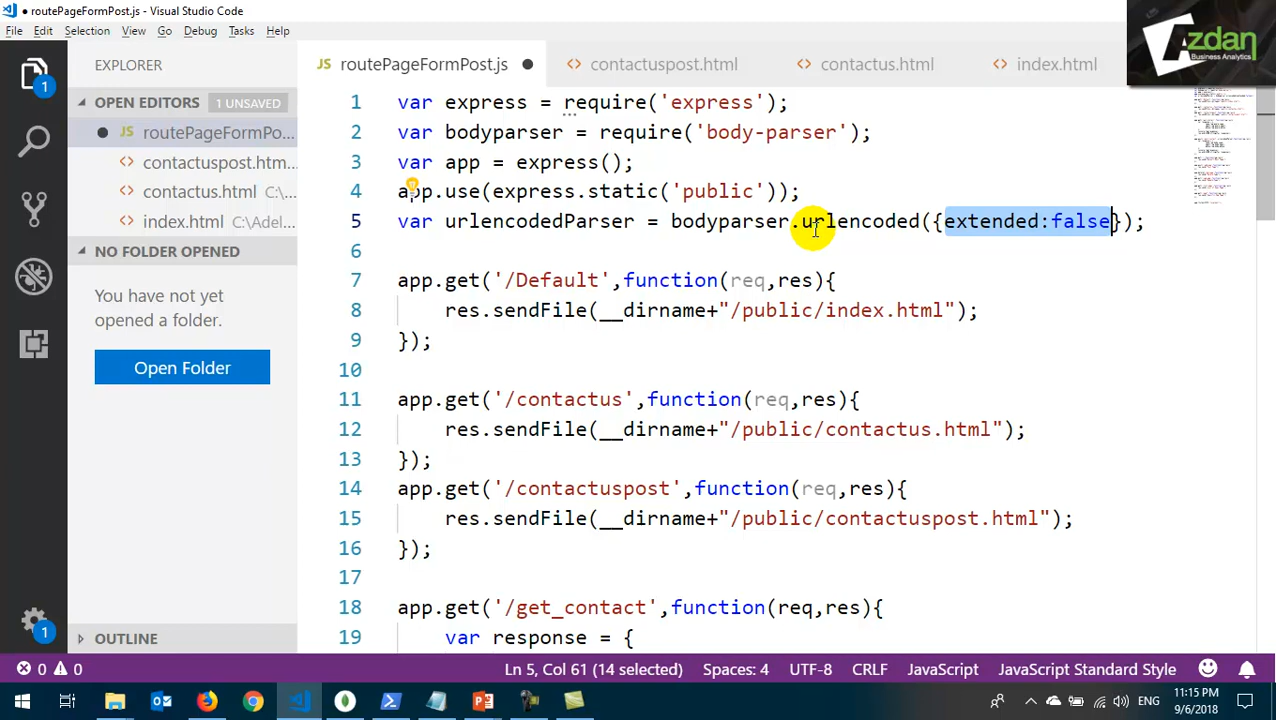 routePageFormPost.js - Visual Studio Code
File Edit Selection View Go Debug Tasks Help
Azdan
Business Analytics
EXPLORER
JS routePageFormPost.js
contactuspost.html
contact.html
index.html
OPEN EDITORS 1 UNSAVED
JS routePageFormPo...
contactuspost.htm...
contactus.html C:\...
index.html C:\Adel...
NO FOLDER OPENED
You have not yet
opened a folder.
Open Folder
OUTLINE
1 var express = require('express');
2 var bodyparser = require('body-parser');
3 var app = express();
4 app.use(express.static('public'));
5 var urlencodedParser = bodyparser.urlencoded({extended:false});
6
7 app.get('/Default',function(req,res){
8 res.sendFile(__dirname+"/public/index.html");
9 });
10
11 app.get('/contactus',function(req,res){
12 res.sendFile(__dirname+"/public/contactus.html");
13 });
14 app.get('/contactuspost',function(req,res){
15 res.sendFile(__dirname+"/public/contactuspost.html");
16 });
17
18 app.get('/get_contact',function(req,res){
19 var response = {
1
1
0 0
Ln 5, Col 61 (14 selected) Spaces: 4 UTF-8 CRLF JavaScript JavaScript Standard Style
ENG
11:15 PM
9/6/2018